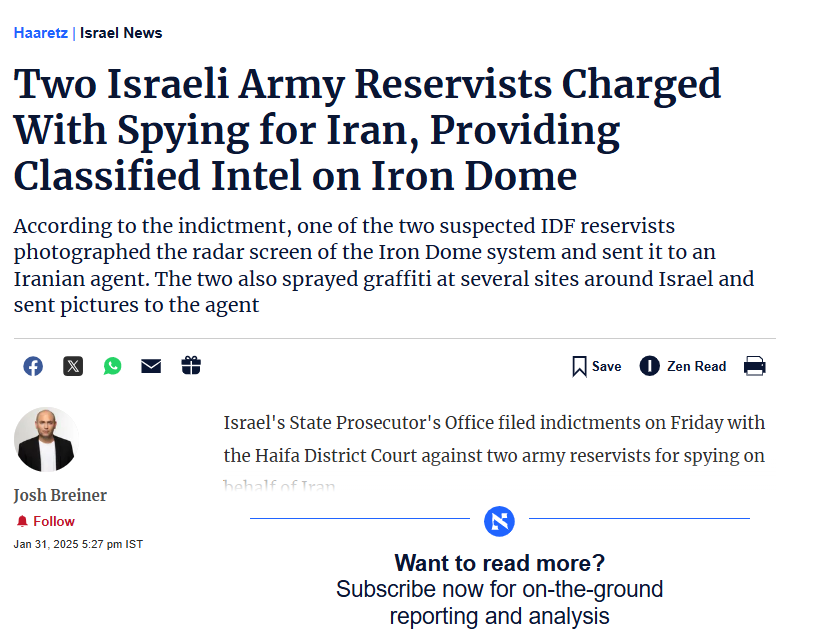 Haaretz | Israel News
Two Israeli Army Reservists Charged
With Spying for Iran, Providing
Classified Intel on Iron Dome
According to the indictment, one of the two suspected IDF reservists
photographed the radar screen of the Iron Dome system and sent it to an
Iranian agent. The two also sprayed graffiti at several sites around Israel and
sent pictures to the agent
Save
Zen Read
Josh Breiner
Follow
Jan 31, 2025 5:27 pm IST
Israel's State Prosecutor's Office filed indictments on Friday with
the Haifa District Court against two army reservists for spying on
behalf of Iran
Want to read more?
Subscribe now for on-the-ground
reporting and analysis